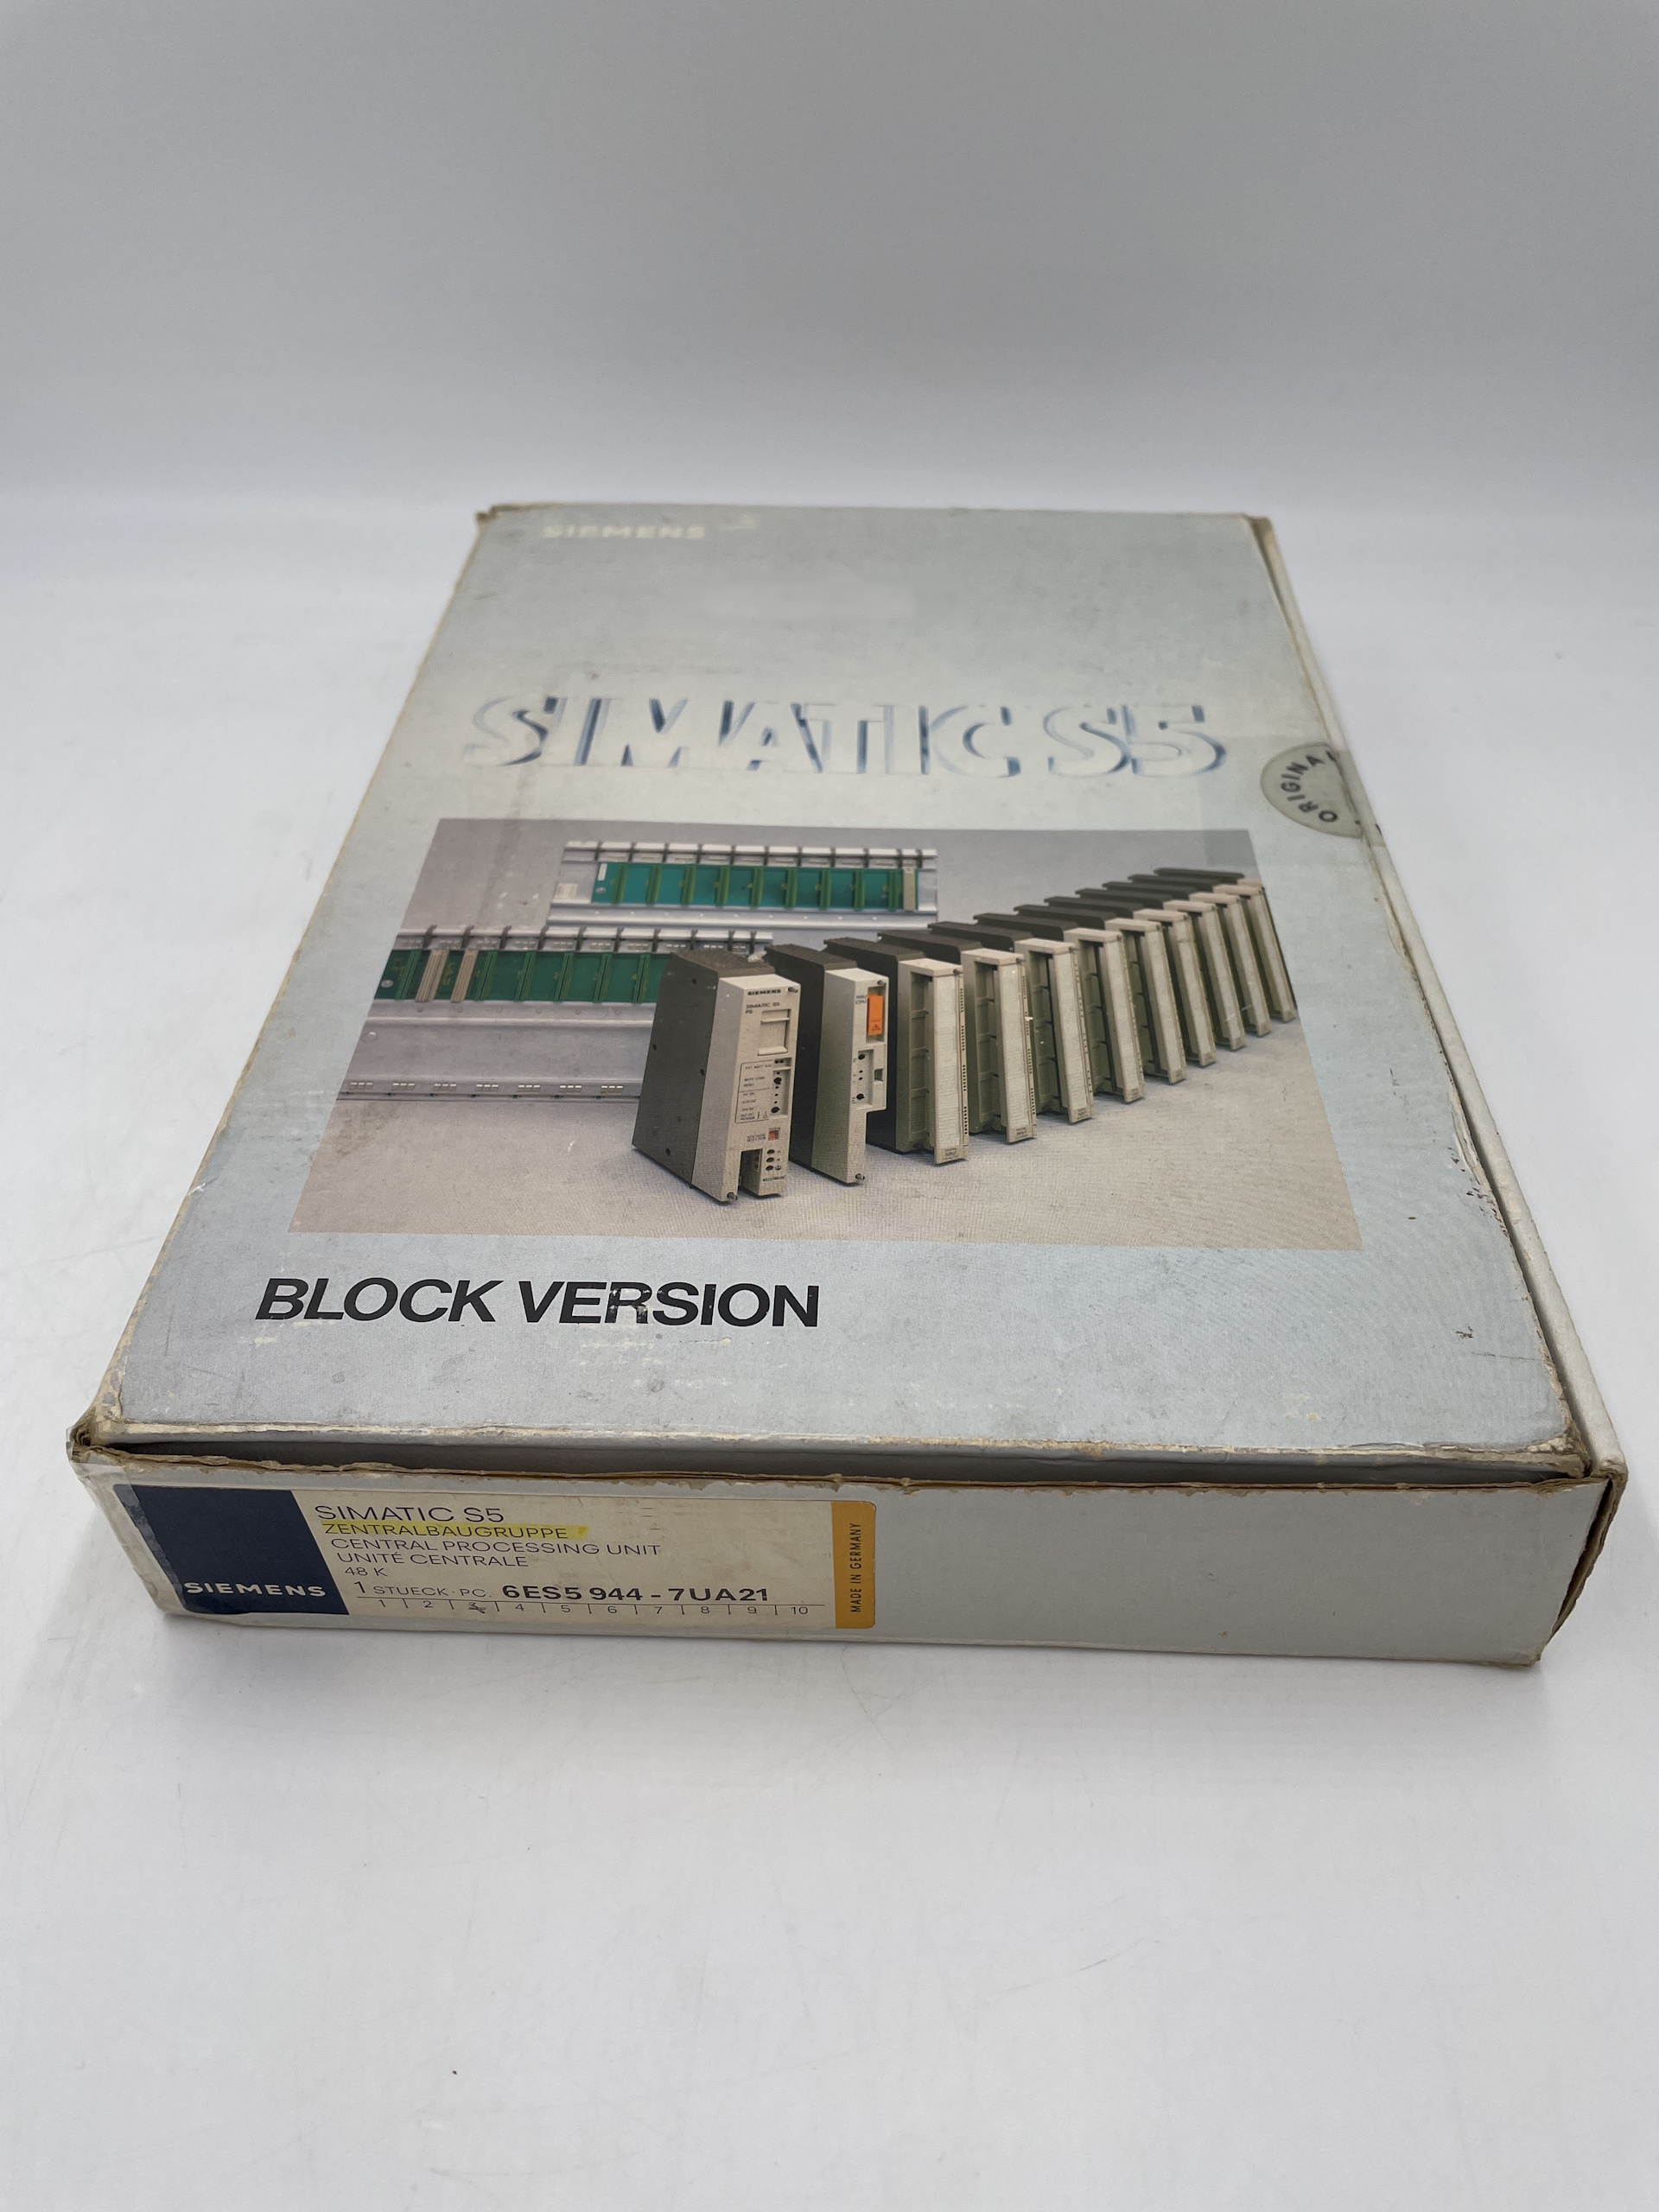 SIEMENS
SIMATIC S5
ORIGINAL
SIEMENS
BLOCK VERSION
SIEMENS
SIMATIC S5
ZENTRALBAUGRUPPE
CENTRAL PROCESSING UNIT
UNITÉ CENTRALE
48 K
1 STUECK·PC. 6ES5 944 - 7UA21
1 | 2 | 3 | 4 | 5 | 6 | 7 | 8 | 9 | 10
MADE IN GERMANY